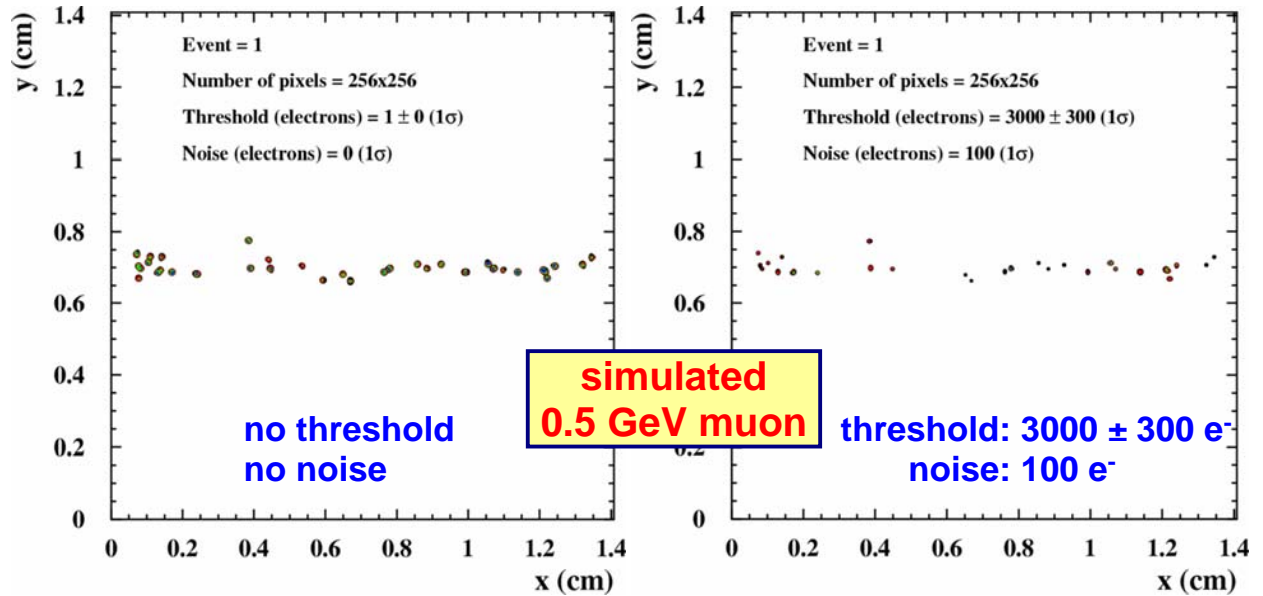 1.4
1.2
1
0.8
0.6
0.4
0.2
0
y (cm)
Event = 1
Number of pixels = 256x256
Threshold (electrons) = 1 ± 0 (1σ)
Noise (electrons) = 0 (1σ)
no threshold
no noise
0 0.2 0.4 0.6 0.8 1 1.2 1.4
x (cm)
simulated
0.5 GeV muon
1.4
1.2
1
0.8
0.6
0.2
0
y (cm)
Event = 1
Number of pixels = 256x256
Threshold (electrons) = 3000 ± 300 (1σ)
Noise (electrons) = 100 (1σ)
threshold: 3000 ± 300 e-
noise: 100 e-
0 0.2 0.4 0.6 0.8 1 1.2 1.4
x (cm)